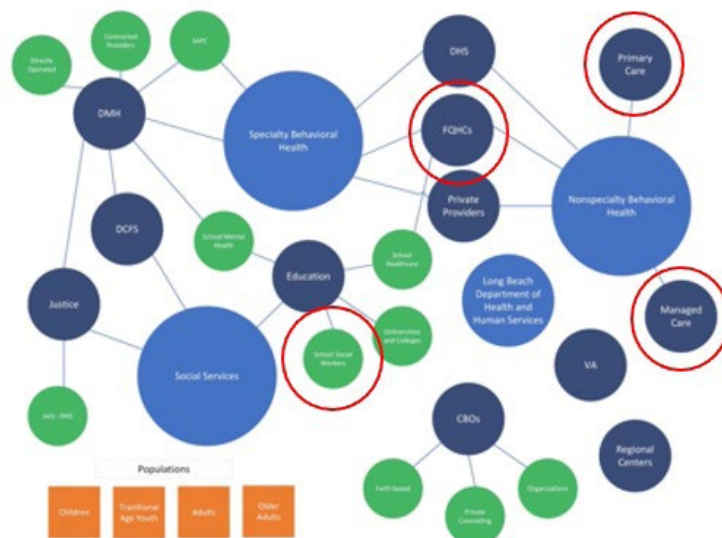 Contracted
Providers
SAPC
Directly
Operated
DMH
DHS
Primary
Care
Specialty Behavioral
Health
FQHCs
Private
Providers
Nonspecialty Behavioral
Health
DCFS
School Mental
Health
School
Healthcare
Education
Justice
Long Beach
Department of
Health and
Human Services
Managed
Care
Universities
and Colleges
School Social
Workers
Social Services
VA
Jails - DHS
CBOs
Regional
Centers
Faith-based
Organizations
Private
Counseling
Populations
Children
Tranitional
Age Youth
Adults
Older
Adults